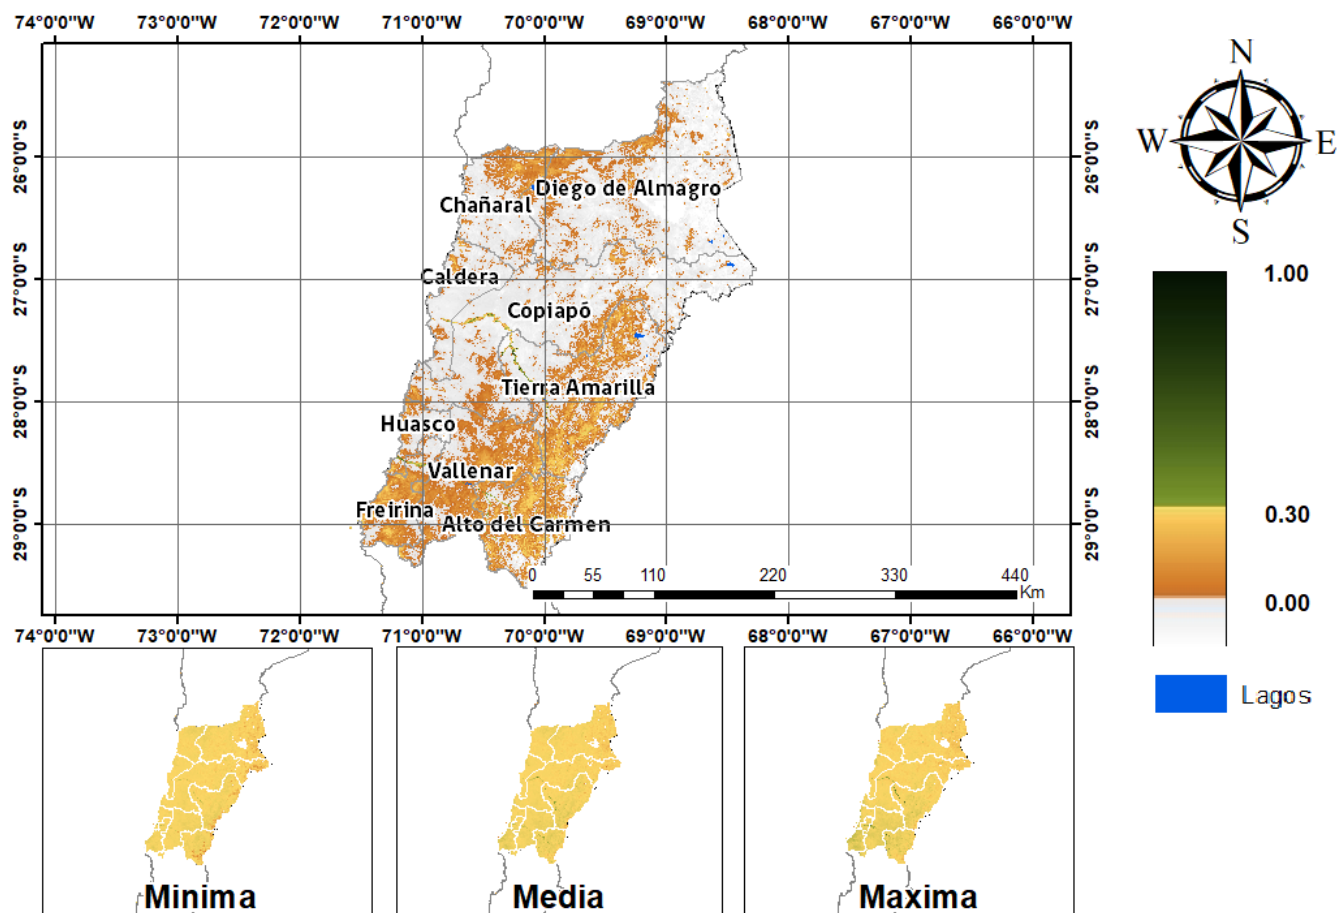 74°0'0"W 73°0'0"W 72°0'0"W 71°0'0"W 70°0'0"W 69°0'0"W 68°0'0"W 67°0'0"W 66°0'0"W
N
W E
S
26°0'0"S 26°0'0"S
Diego de Almagro
Chañaral
Caldera
27°0'0"S 27°0'0"S
1.00
Copiapó
Tierra Amarilla
28°0'0"S 28°0'0"S
Huasco
Vallenar
Freirina
Alto del Carmen
29°0'0"S 29°0'0"S
0.30
0.00
0 55 110 220 330 440
Km
74°0'0"W 73°0'0"W 72°0'0"W 71°0'0"W 70°0'0"W 69°0'0"W 68°0'0"W 67°0'0"W 66°0'0"W
Lagos
Minima Media Maxima